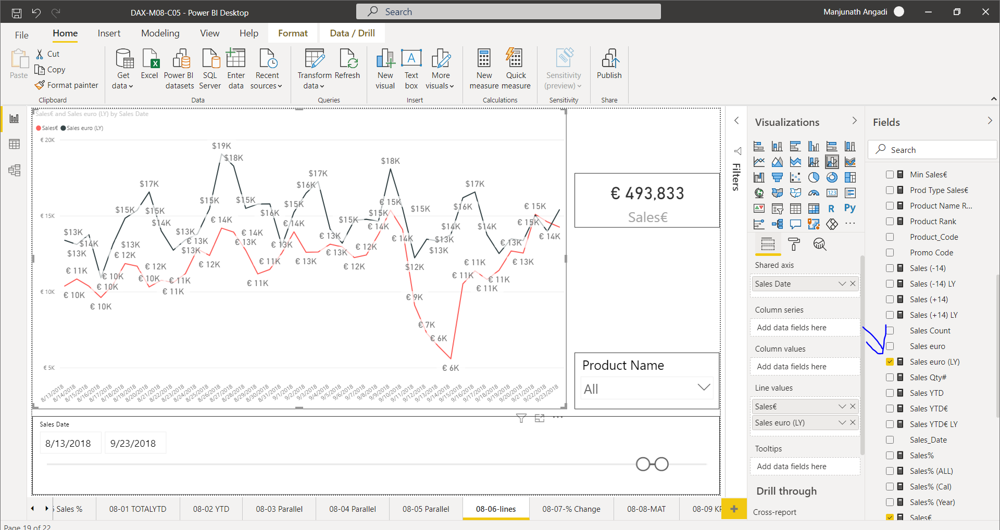 DAX-M08-C05 - Power BI Desktop
Search
Manjunath Angadi
File
Home
Insert
Modeling
View
Help
Format
Data / Drill
Paste
Cut
Copy
Format painter
Clipboard
Get data
Excel
Power BI datasets
SQL Server
Enter data
Recent sources
Data
Transform data
Refresh
Queries
New visual
Text box
More visuals
Insert
New measure
Quick measure
Calculations
Sensitivity (preview)
Sensitivity
Publish
Share
Sales€ and Sales euro (LY) by Sales Date
Sales€
Sales euro (LY)
€ 20K
€ 15K
€ 10K
€ 5K
$13K
$14K
$13K
€ 11K
€ 10K
€ 10K
€ 10K
€ 10K
$15K
$13K
€ 12K
$17K
$15K
$14K
€ 12K
€ 10K
€ 11K
€ 11K
$13K
€ 13K
$13K
€ 12K
$15K
$19K
$18K
€ 14K
$15K
€ 14K
€ 13K
€ 11K
$16K
€ 11K
€ 13K
$15K
€ 14K
€ 13K
$16K
$17K
€ 13K
€ 13K
$15K
€ 12K
€ 12K
$15K
€ 14K
$18K
€ 15K
€ 14K
$15K
$12K
€ 9K
€ 7K
€ 6K
€ 6K
$13K
$13K
$14K
$16K
$17K
$14K
€ 11K
€ 11K
€ 11K
€ 11K
€ 13K
€ 13K
€ 15K
$15K
€ 14K
8/13/2018
8/14/2018
8/15/2018
8/16/2018
8/17/2018
8/18/2018
8/19/2018
8/20/2018
8/21/2018
8/22/2018
8/23/2018
8/24/2018
8/25/2018
8/26/2018
8/27/2018
8/28/2018
8/29/2018
8/30/2018
8/31/2018
9/1/2018
9/2/2018
9/3/2018
9/4/2018
9/5/2018
9/6/2018
9/7/2018
9/8/2018
9/9/2018
9/10/2018
9/11/2018
9/12/2018
9/13/2018
9/14/2018
9/15/2018
9/16/2018
9/17/2018
9/18/2018
9/19/2018
9/20/2018
9/21/2018
9/22/2018
9/23/2018
€ 493,833
Sales€
Product Name
All
Sales Date
8/13/2018
9/23/2018
Filters
Visualizations
R
Py
123
Shared axis
Sales Date
Column series
Add data fields here
Column values
Add data fields here
Line values
Sales€
Sales euro (LY)
Tooltips
Add data fields here
Drill through
Cross-report
Fields
Search
Min Sales€
Prod Type Sales€
Product Name R...
Product Rank
Product_Code
Promo Code
Sales (-14)
Sales (-14) LY
Sales (+14)
Sales (+14) LY
Sales Count
Sales euro
Sales euro (LY)
Sales Qty#
Sales YTD
Sales YTD€
Sales YTD€ LY
Sales_Date
Sales%
Sales% (ALL)
Sales% (Cal)
Sales% (Year)
Sales€
Sales %
08-01 TOTALYTD
08-02 YTD
08-03 Parallel
08-04 Parallel
08-05 Parallel
08-06-lines
08-07-% Change
08-08-MAT
08-09 KF
Page 19 of 22